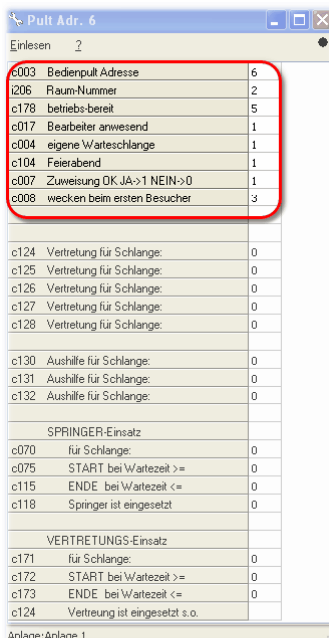 Pult Adr. 6
Einlesen ?
c003 Bedienpult Adresse 6
i206 Raum-Nummer 2
c178 betriebs-bereit 5
c017 Bearbeiter anwesend 1
c004 eigene Warteschlange 1
c104 Feierabend 1
c007 Zuweisung OK JA->1 NEIN->0 1
c008 wecken beim ersten Besucher 3
c124 Vertretung für Schlange: 0
c125 Vertretung für Schlange: 0
c126 Vertretung für Schlange: 0
c127 Vertretung für Schlange: 0
c128 Vertretung für Schlange: 0
c130 Aushilfe für Schlange: 0
c131 Aushilfe für Schlange: 0
c132 Aushilfe für Schlange: 0
SPRINGER-Einsatz
c070 für Schlange: 0
c075 START bei Wartezeit >= 0
c115 ENDE bei Wartezeit <= 0
c118 Springer ist eingesetzt 0
VERTRETUNGS-Einsatz
c171 für Schlange: 0
c172 START bei Wartezeit >= 0
c173 ENDE bei Wartezeit <= 0
c124 Vertreung ist eingesetzt s.o.
Anlage:Anlage 1